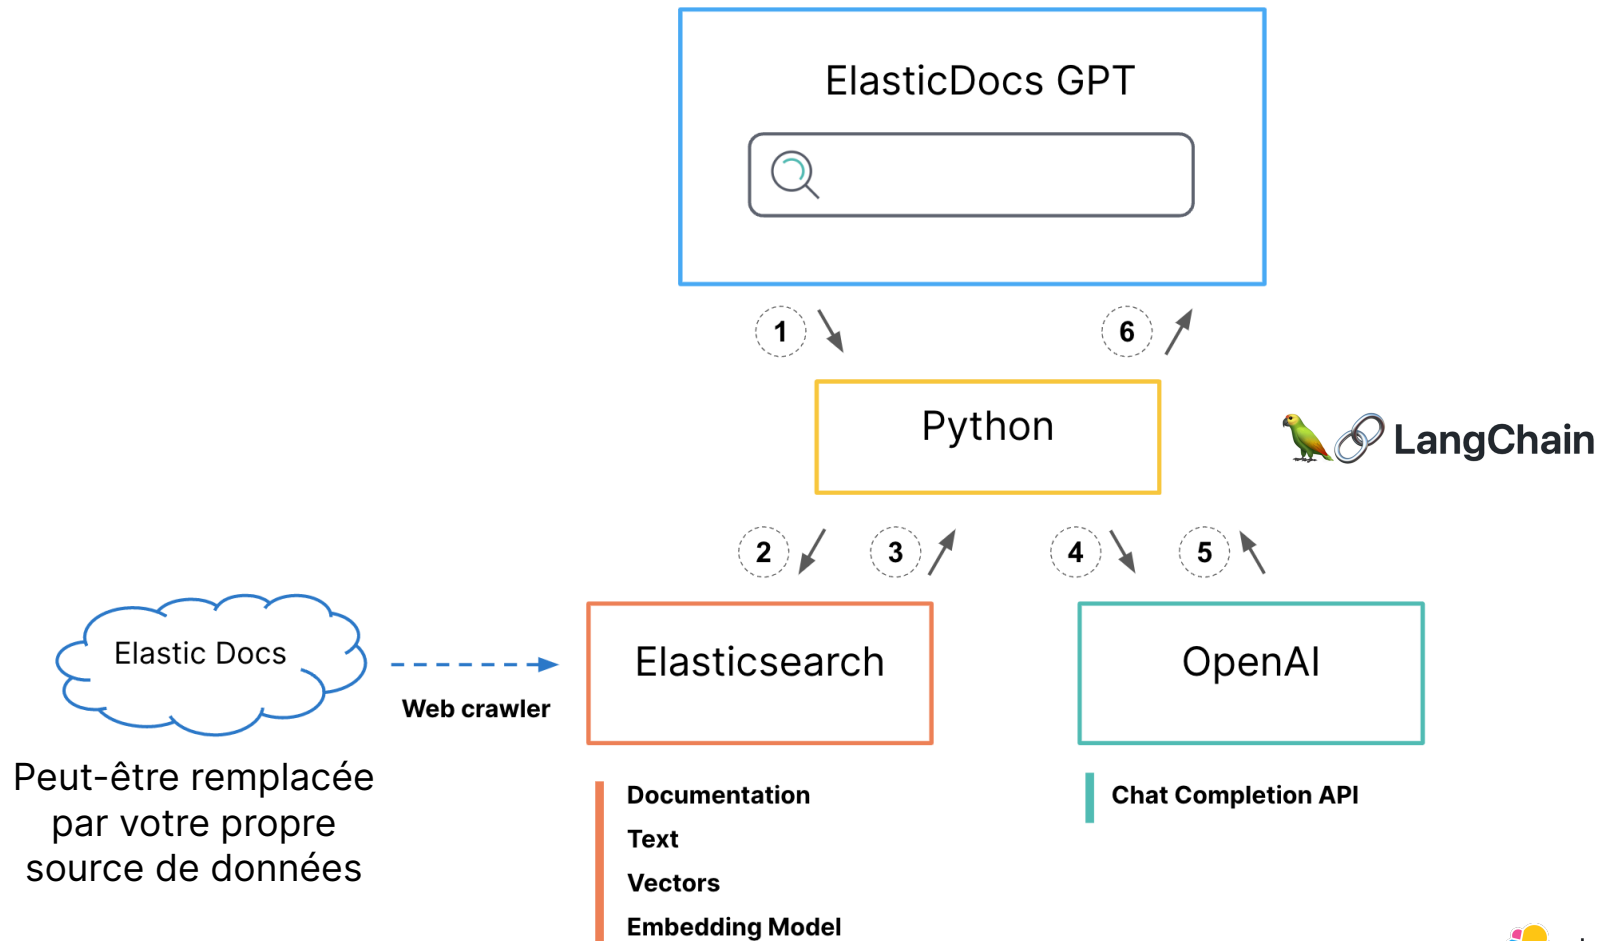 ElasticDocs GPT
1
6
Python
LangChain
2
3
4
5
Elastic Docs
Web crawler
Elasticsearch
OpenAI
Peut-être remplacée
par votre propre
source de données
Documentation
Text
Vectors
Embedding Model
Chat Completion API